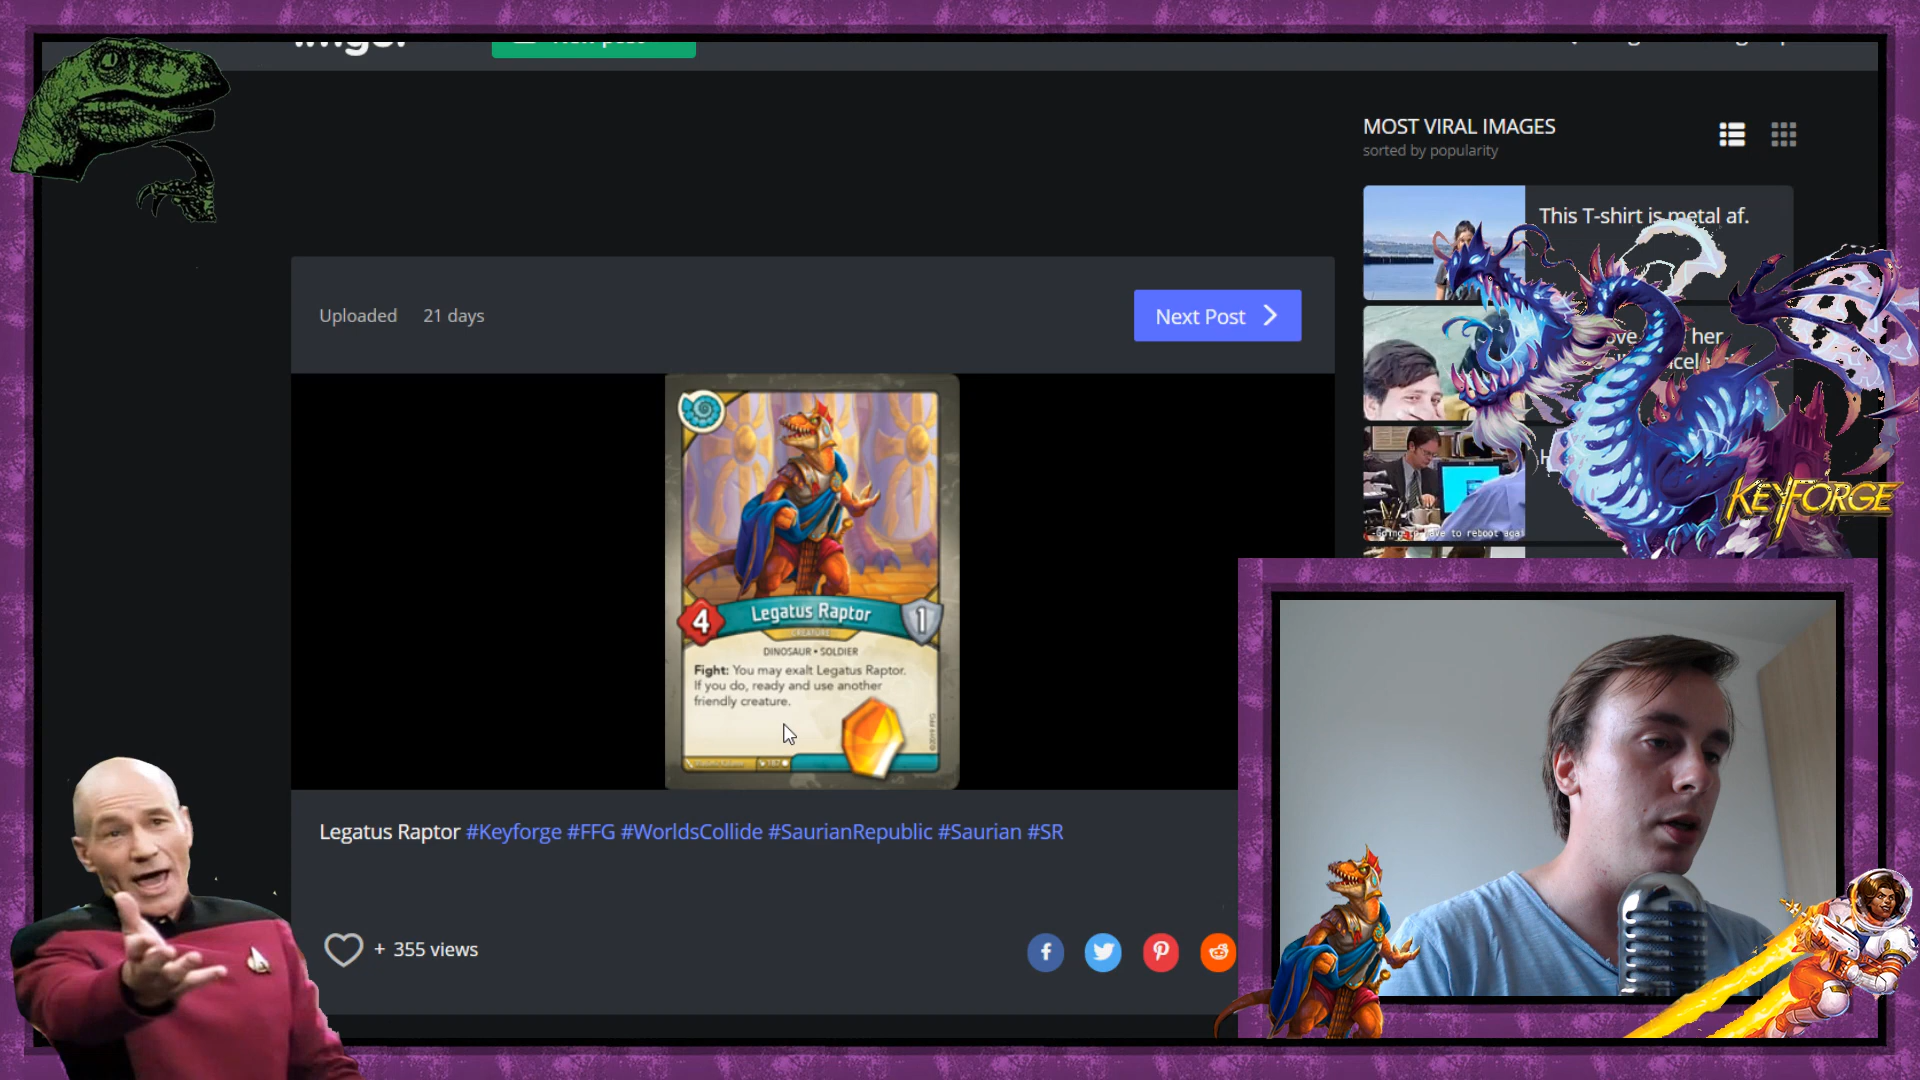 MOST VIRAL IMAGES
sorted by popularity
This T-shirt is metal af.
her
Uploaded 21 days
Next Post
KEYFORGE
4
Legatus Raptor
1
CREATURE
DINOSAUR • SOLDIER
Fight: You may exalt Legatus Raptor.
If you do, ready and use another
friendly creature.
Legatus Raptor #Keyforge #FFG #WorldsCollide #SaurianRepublic #Saurian #SR
+ 355 views